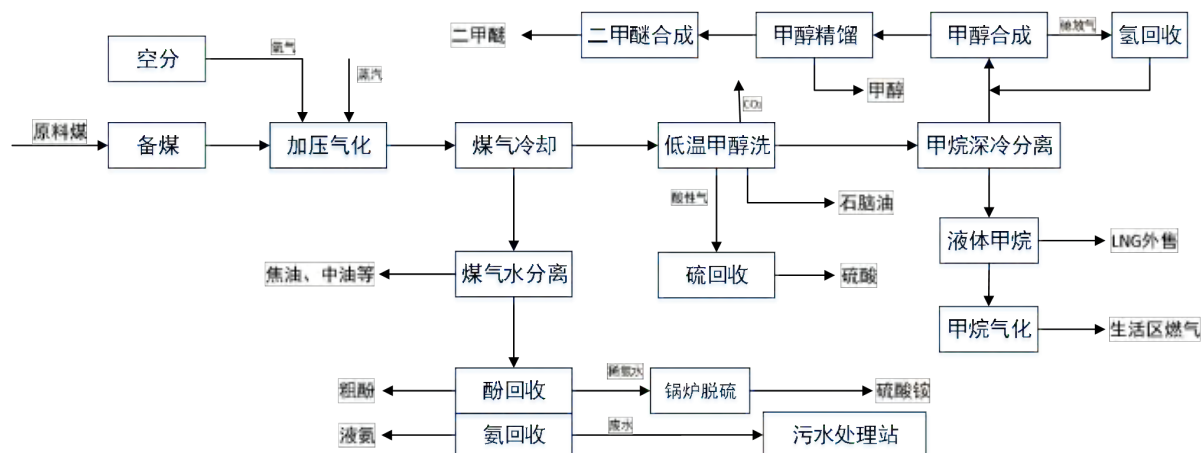 二甲醚
二甲醚合成
甲醇精馏
甲醇合成
弛放气
氢回收
空分
氧气
蒸汽
甲醇
CO₂
原料煤
备煤
加压气化
煤气冷却
低温甲醇洗
甲烷深冷分离
酸性气
石脑油
液体甲烷
LNG外售
焦油、中油等
煤气水分离
硫回收
硫酸
甲烷气化
生活区燃气
粗酚
酚回收
稀氨水
锅炉脱硫
硫酸铵
液氨
氨回收
废水
污水处理站